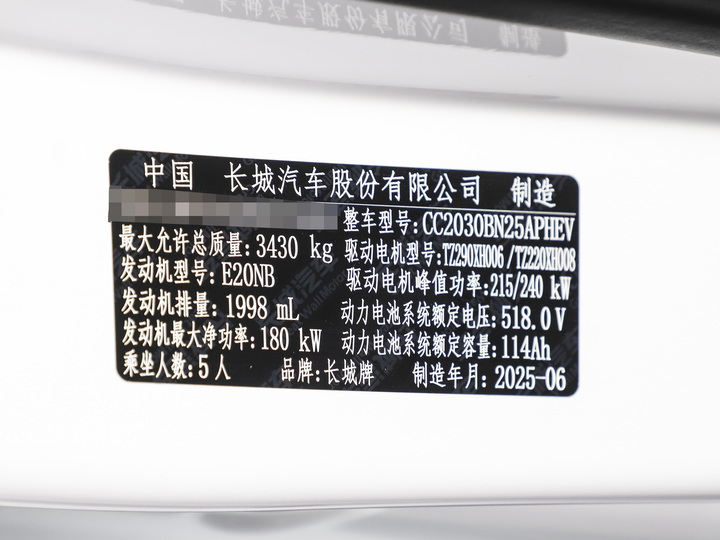 中国 长城汽车股份有限公司 制造
整车型号:CC2030BN25APHEV
最大允许总质量:3430 kg 驱动电机型号:TZ290XH006/TZ220XH008
发动机型号:E20NB 驱动电机峰值功率:215/240 kW
发动机排量:1998 mL 动力电池系统额定电压:518.0V
发动机最大净功率:180 kW 动力电池系统额定容量:114Ah
乘坐人数:5人 品牌:长城牌 制造年月:2025-06